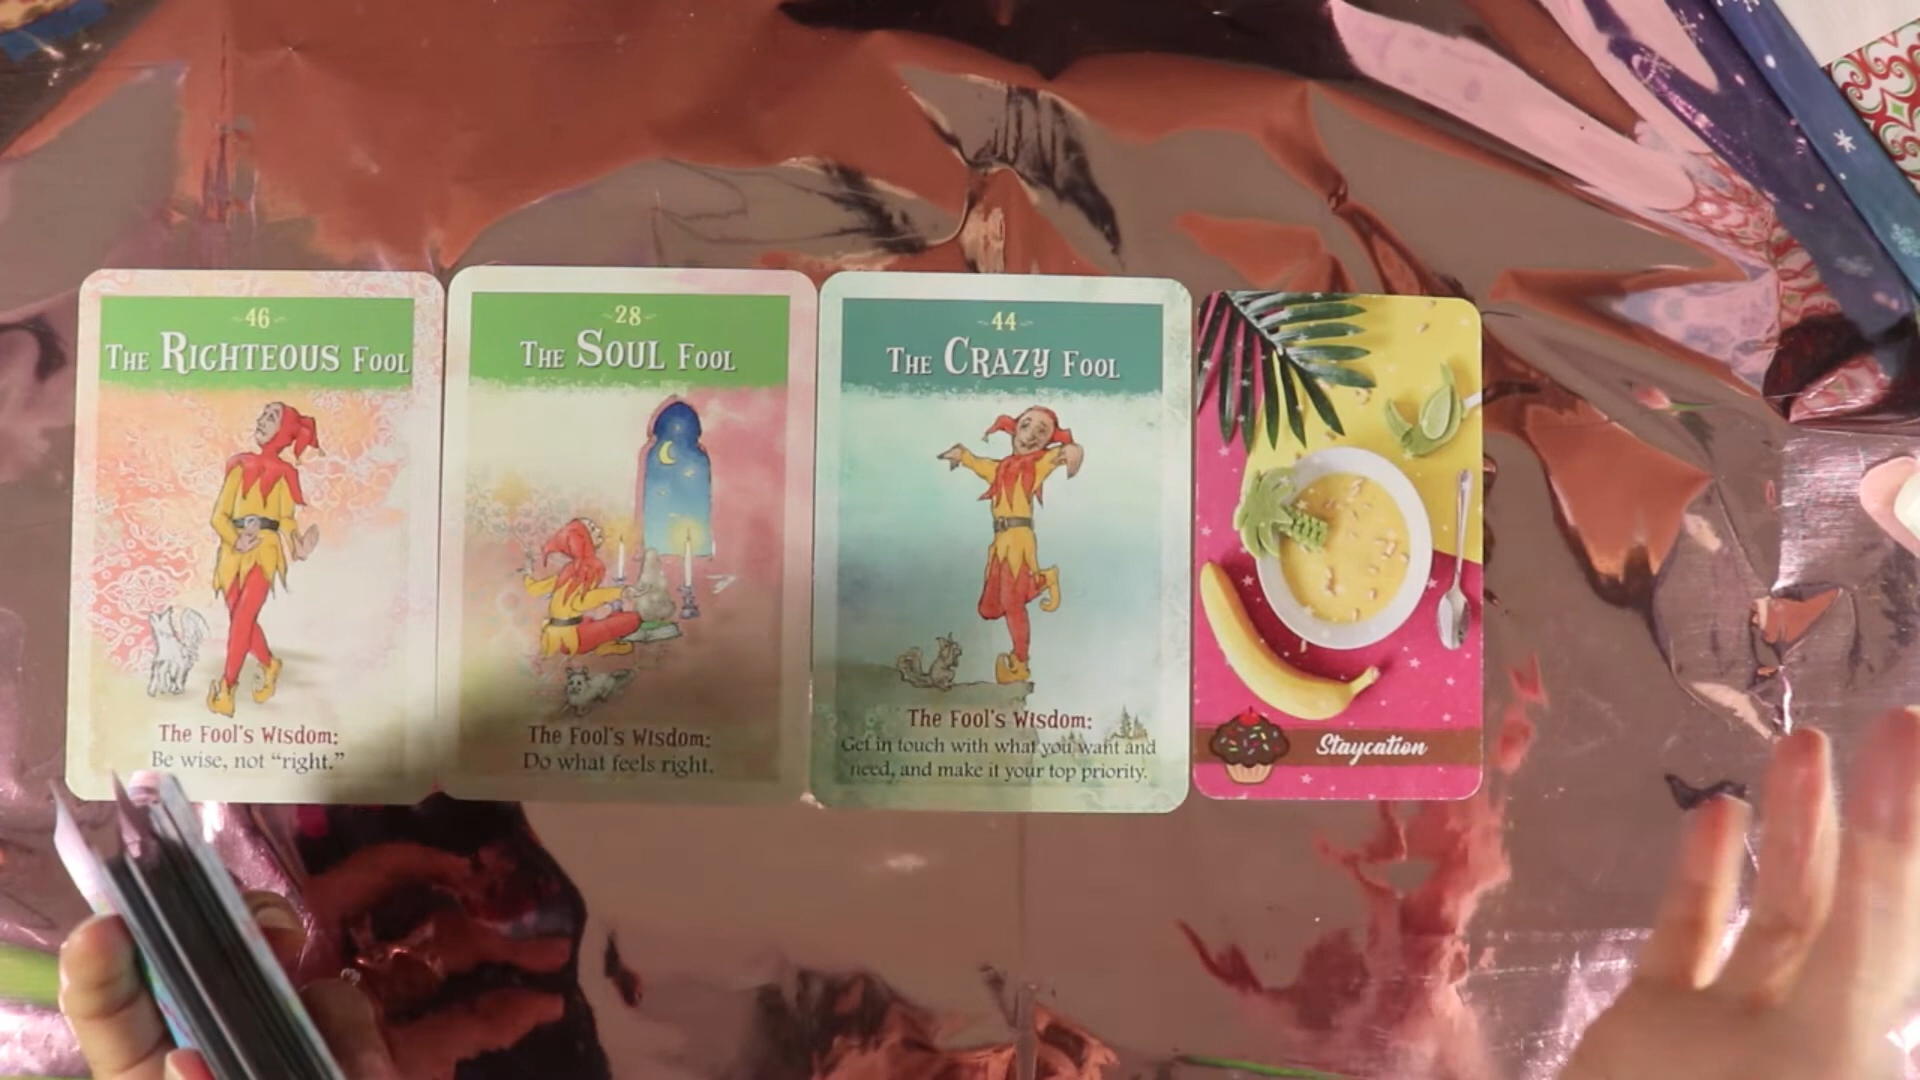 46
The Righteous Fool
The Fool's Wisdom:
Be wise, not “right.”
28
The Soul Fool
The Fool's Wisdom:
Do what feels right.
44
The Crazy Fool
The Fool's Wisdom:
Get in touch with what you want and
need, and make it your top priority.
Staycation